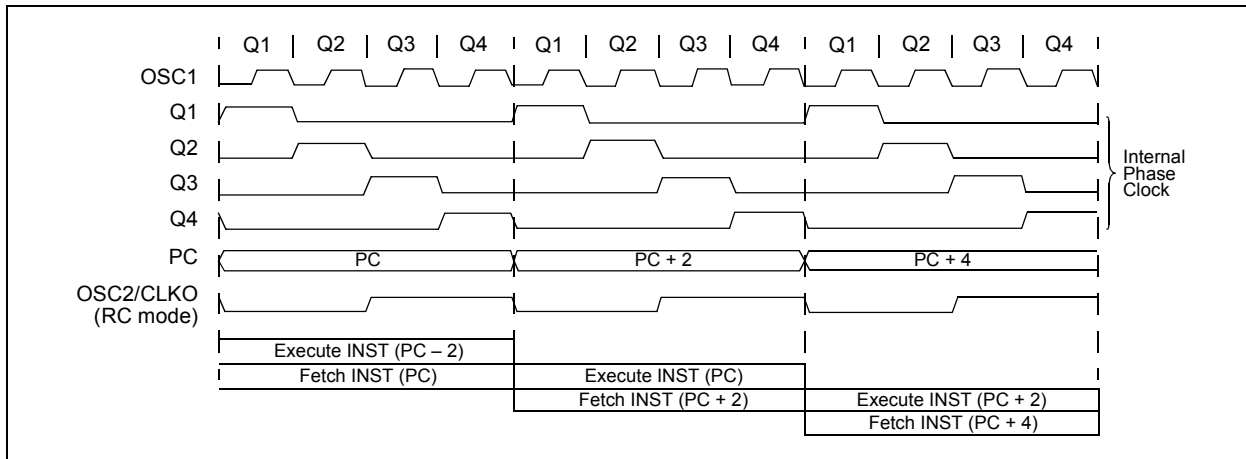 Q1 Q2 Q3 Q4 Q1 Q2 Q3 Q4 Q1 Q2 Q3 Q4
OSC1
Q1
Q2
Q3
Q4
Internal
Phase
Clock
PC PC PC + 2 PC + 4
OSC2/CLKO
(RC mode)
Execute INST (PC – 2)
Fetch INST (PC) Execute INST (PC)
Fetch INST (PC + 2) Execute INST (PC + 2)
Fetch INST (PC + 4)